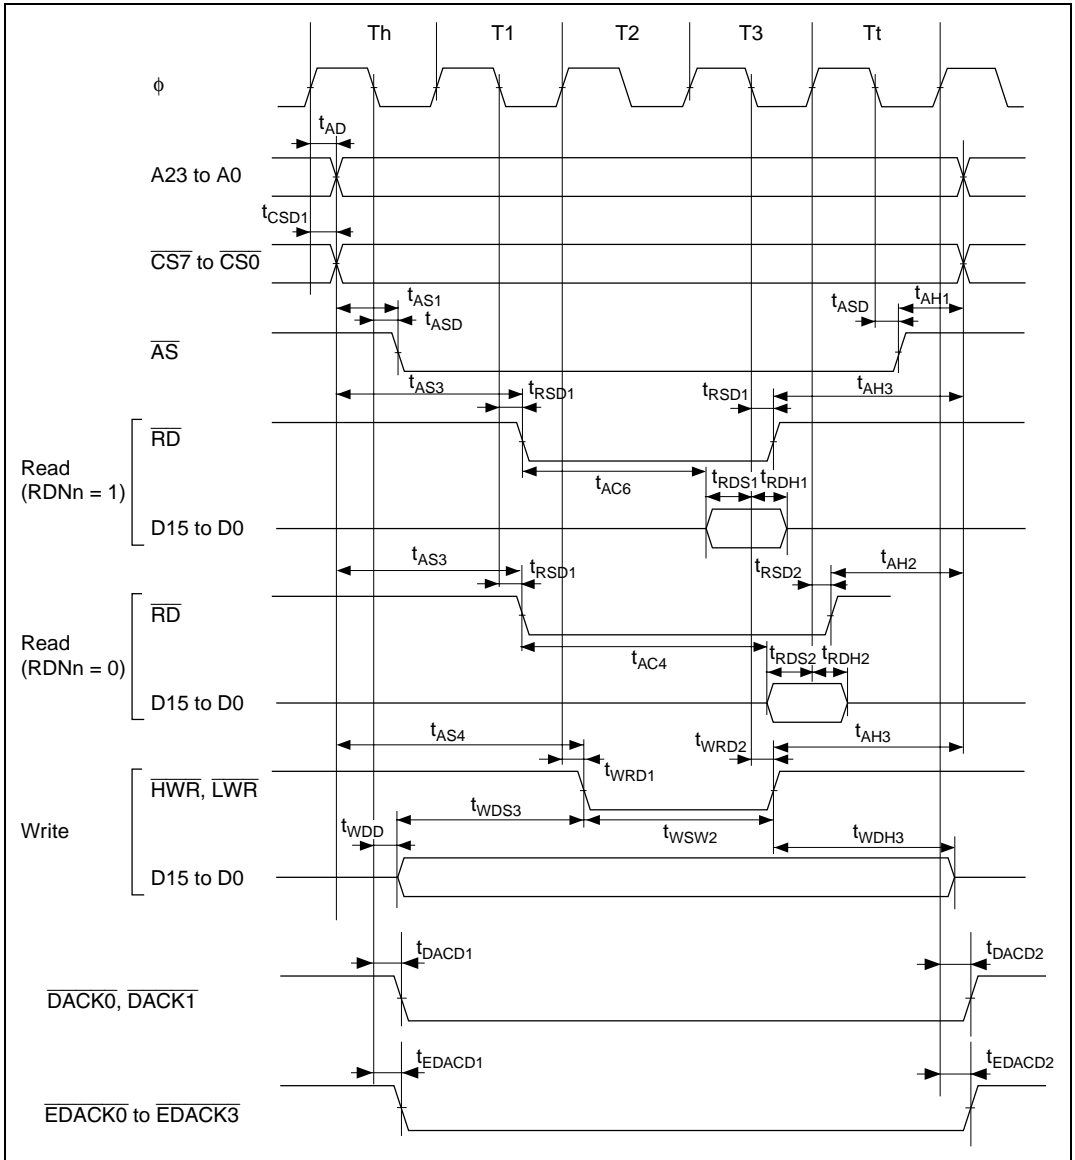 Th T1 T2 T3 Tt
ϕ
tAD
A23 to A0
tCSD1
CS7 to CS0
tAS1 tAH1
tASD tASD
AS
tAS3 tRSD1 tRSD1 tAH3
RD
Read
(RDNn = 1)
tAC6 tRDS1 tRDH1
D15 to D0
tAS3 tRSD1 tRSD2 tAH2
RD
Read
(RDNn = 0)
tAC4 tRDS2 tRDH2
D15 to D0
tAS4 tWRD2 tAH3
tWRD1
HWR, LWR
Write
tWDD tWDS3 tWSW2 tWDH3
D15 to D0
tDACD1 tDACD2
DACK0, DACK1
tEDACD1 tEDACD2
EDACK0 to EDACK3